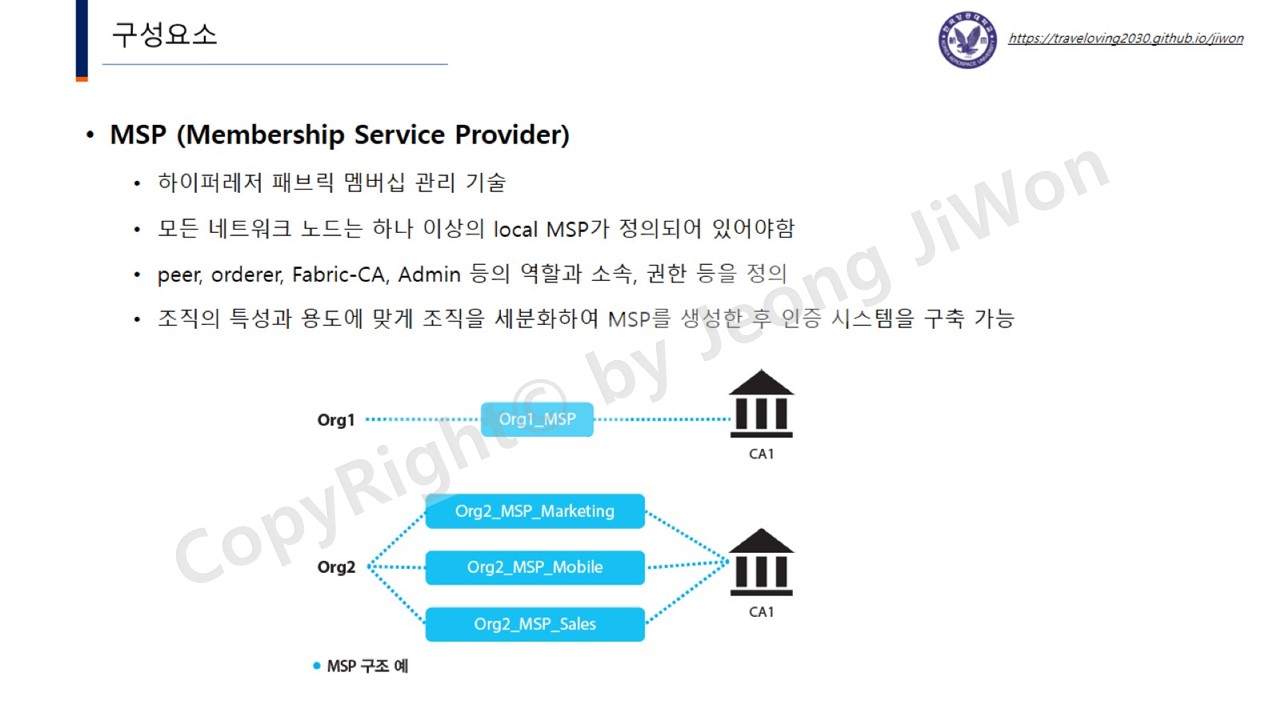 구성요소
https://traveloving2030.github.io/jiwon
• MSP (Membership Service Provider)
• 하이퍼레저 패브릭 멤버십 관리 기술
• 모든 네트워크 노드는 하나 이상의 local MSP가 정의되어 있어야함
• peer, orderer, Fabric-CA, Admin 등의 역할과 소속, 권한 등을 정의
• 조직의 특성과 용도에 맞게 조직을 세분화하여 MSP를 생성한 후 인증 시스템을 구축 가능
CopyRight© by Jeong JiWon
Org1
Org1_MSP
CA1
Org2_MSP_Marketing
Org2
Org2_MSP_Mobile
Org2_MSP_Sales
CA1
• MSP 구조 예